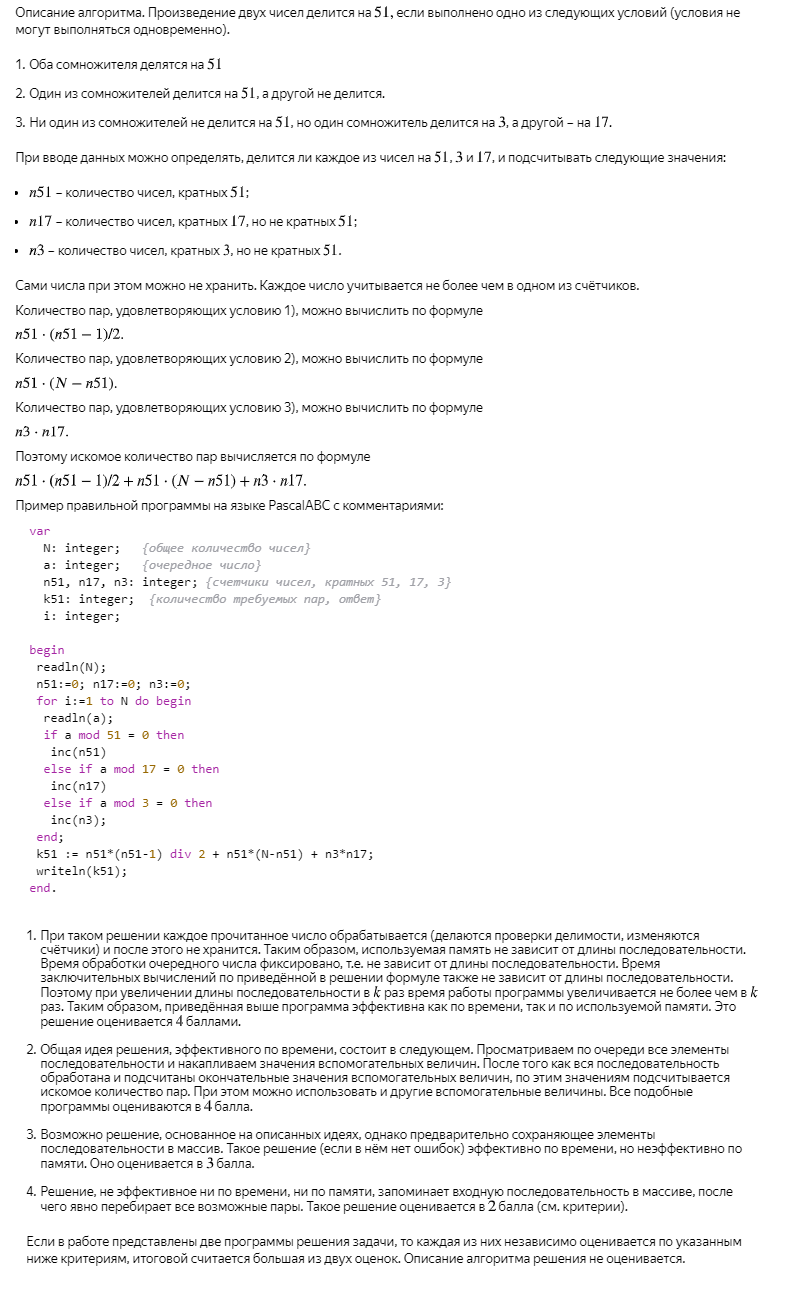 Описание алгоритма. Произведение двух чисел делится на 51, если выполнено одно из следующих условий (условия не
могут выполняться одновременно).
1. Оба сомножителя делятся на 51
2. Один из сомножителей делится на 51, а другой не делится.
3. Ни один из сомножителей не делится на 51, но один сомножитель делится на 3, а другой – на 17.
При вводе данных можно определять, делится ли каждое из чисел на 51, 3 и 17, и подсчитывать следующие значения:
• n51 – количество чисел, кратных 51;
• n17 – количество чисел, кратных 17, но не кратных 51;
• n3 – количество чисел, кратных 3, но не кратных 51.
Сами числа при этом можно не хранить. Каждое число учитывается не более чем в одном из счётчиков.
Количество пар, удовлетворяющих условию 1), можно вычислить по формуле
n51 · (n51 − 1)/2.
Количество пар, удовлетворяющих условию 2), можно вычислить по формуле
n51 · (N − n51).
Количество пар, удовлетворяющих условию 3), можно вычислить по формуле
n3 · n17.
Поэтому искомое количество пар вычисляется по формуле
n51 · (n51 − 1)/2 + n51 · (N − n51) + n3 · n17.
Пример правильной программы на языке PascalABC с комментариями:
var
N: integer; {общее количество чисел}
a: integer; {очередное число}
n51, n17, n3: integer; {счетчики чисел, кратных 51, 17, 3}
k51: integer; {количество требуемых пар, ответ}
i: integer;
begin
readln(N);
n51:=0; n17:=0; n3:=0;
for i:=1 to N do begin
readln(a);
if a mod 51 = 0 then
inc(n51)
else if a mod 17 = 0 then
inc(n17)
else if a mod 3 = 0 then
inc(n3);
end;
k51 := n51*(n51-1) div 2 + n51*(N-n51) + n3*n17;
writeln(k51);
end.
1. При таком решении каждое прочитанное число обрабатывается (делаются проверки делимости, изменяются
счётчики) и после этого не хранится. Таким образом, используемая память не зависит от длины последовательности.
Время обработки очередного числа фиксировано, т.е. не зависит от длины последовательности. Время
заключительных вычислений по приведённой в решении формуле также не зависит от длины последовательности.
Поэтому при увеличении длины последовательности в k раз время работы программы увеличивается не более чем в k
раз. Таким образом, приведённая выше программа эффективна как по времени, так и по используемой памяти. Это
решение оценивается 4 баллами.
2. Общая идея решения, эффективного по времени, состоит в следующем. Просматриваем по очереди все элементы
последовательности и накапливаем значения вспомогательных величин. После того как вся последовательность
обработана и подсчитаны окончательные значения вспомогательных величин, по этим значениям подсчитывается
искомое количество пар. При этом можно использовать и другие вспомогательные величины. Все подобные
программы оцениваются в 4 балла.
3. Возможно решение, основанное на описанных идеях, однако предварительно сохраняющее элементы
последовательности в массив. Такое решение (если в нём нет ошибок) эффективно по времени, но неэффективно по
памяти. Оно оценивается в 3 балла.
4. Решение, не эффективное ни по времени, ни по памяти, запоминает входную последовательность в массиве, после
чего явно перебирает все возможные пары. Такое решение оценивается в 2 балла (см. критерии).
Если в работе представлены две программы решения задачи, то каждая из них независимо оценивается по указанным
ниже критериям, итоговой считается большая из двух оценок. Описание алгоритма решения не оценивается.